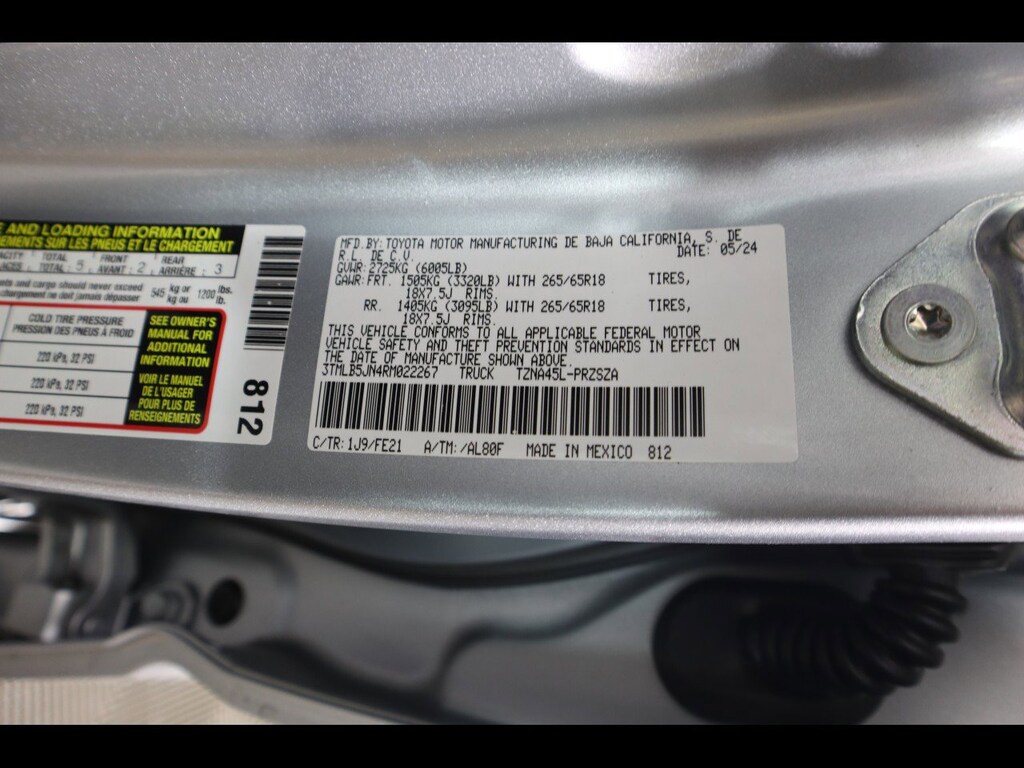 E AND LOADING INFORMATION
NEMENTS SUR LES PNEUS ET LE CHARGEMENT
TOTAL: 5
TOTALE:
FRONT
AVANT: 2
REAR
ARRIÈRE: 3
nts and cargo should never exceed
chargement ne doit jamais dépasser
545 kg or
kg ou
1200 lbs.
lb.
COLD TIRE PRESSURE
PRESSION DES PNEUS À FROID
220 kPa, 32 PSI
220 kPa, 32 PSI
220 kPa, 32 PSI
SEE OWNER'S
MANUAL FOR
ADDITIONAL
INFORMATION
VOIR LE MANUEL
DE L'USAGER
POUR PLUS DE
RENSEIGNEMENTS
812
MFD.BY:TOYOTA MOTOR MANUFACTURING DE BAJA CALIFORNIA, S. DE
R.L. DE C.V. DATE: 05/24
GVWR:2725KG (6005LB)
GAWR:FRT. 1505KG (3320LB) WITH 265/65R18 TIRES,
18X7.5J RIMS.
RR. 1405KG (3095LB) WITH 265/65R18 TIRES,
18X7.5J RIMS.
THIS VEHICLE CONFORMS TO ALL APPLICABLE FEDERAL MOTOR
VEHICLE SAFETY AND THEFT PREVENTION STANDARDS IN EFFECT ON
THE DATE OF MANUFACTURE SHOWN ABOVE.
3TMLB5JN4RM022267 TRUCK TZNA45L-PRZSZA
C/TR:1J9/FE21 A/TM:/AL80F MADE IN MEXICO 812